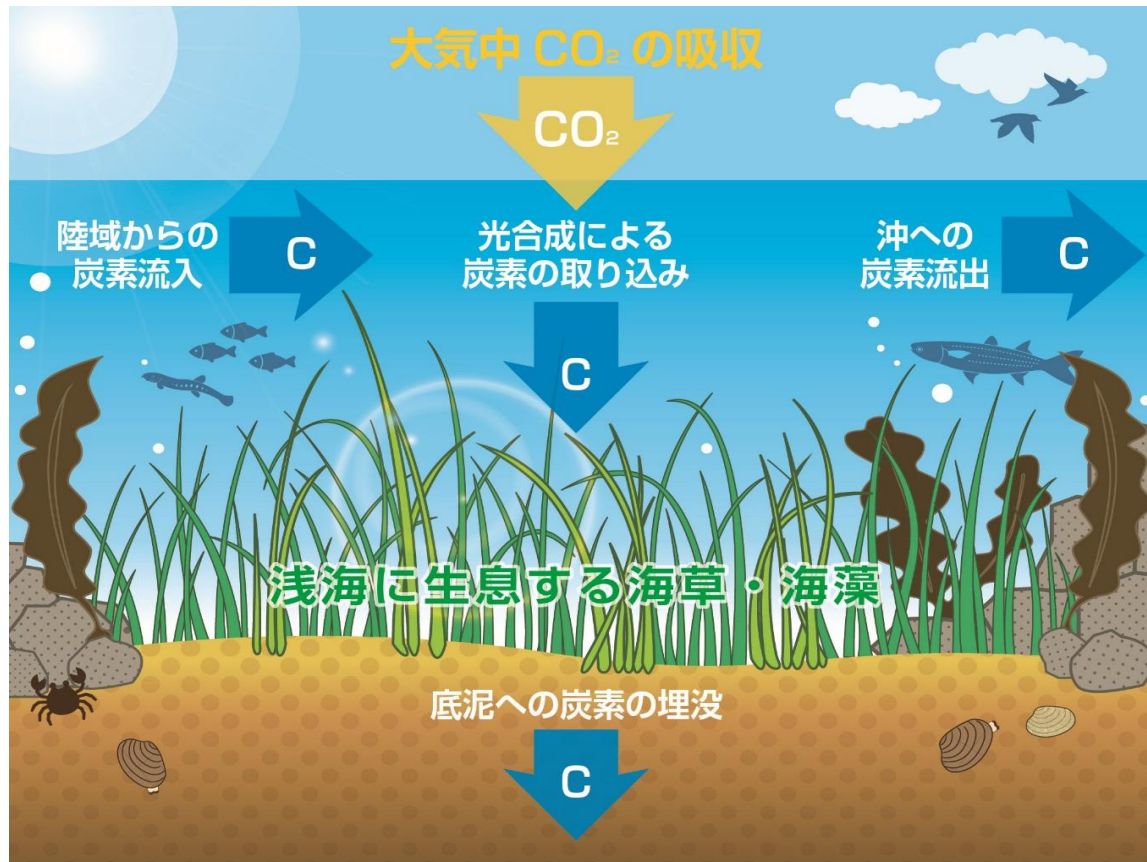 大気中 CO₂ の吸収
CO₂
陸域からの
炭素流入
C
光合成による
炭素の取り込み
C
沖への
炭素流出
C
浅海に生息する海草・海藻
底泥への炭素の埋没
C